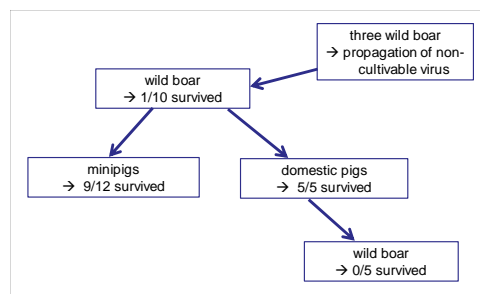 three wild boar
→ propagation of non-
cultivable virus
wild boar
→ 1/10 survived
minipigs
→ 9/12 survived
domestic pigs
→ 5/5 survived
wild boar
→ 0/5 survived